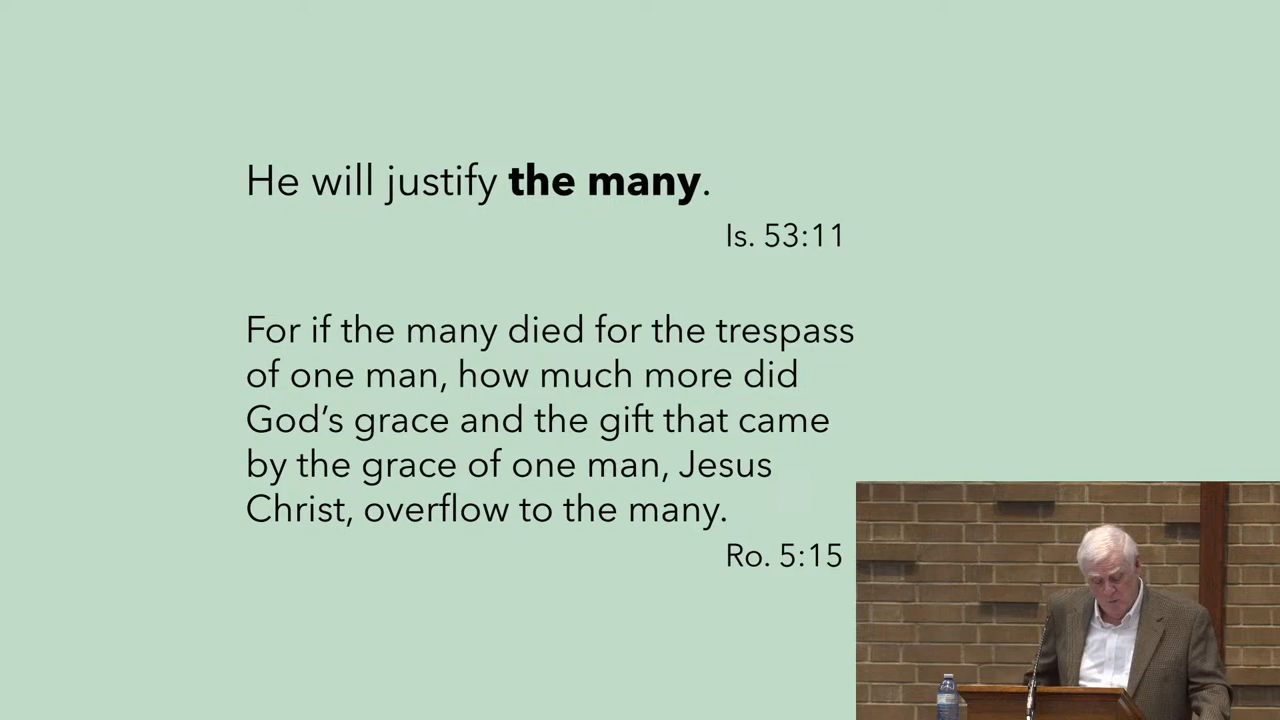 He will justify the many.
Is. 53:11
For if the many died for the trespass
of one man, how much more did
God’s grace and the gift that came
by the grace of one man, Jesus
Christ, overflow to the many.
Ro. 5:15